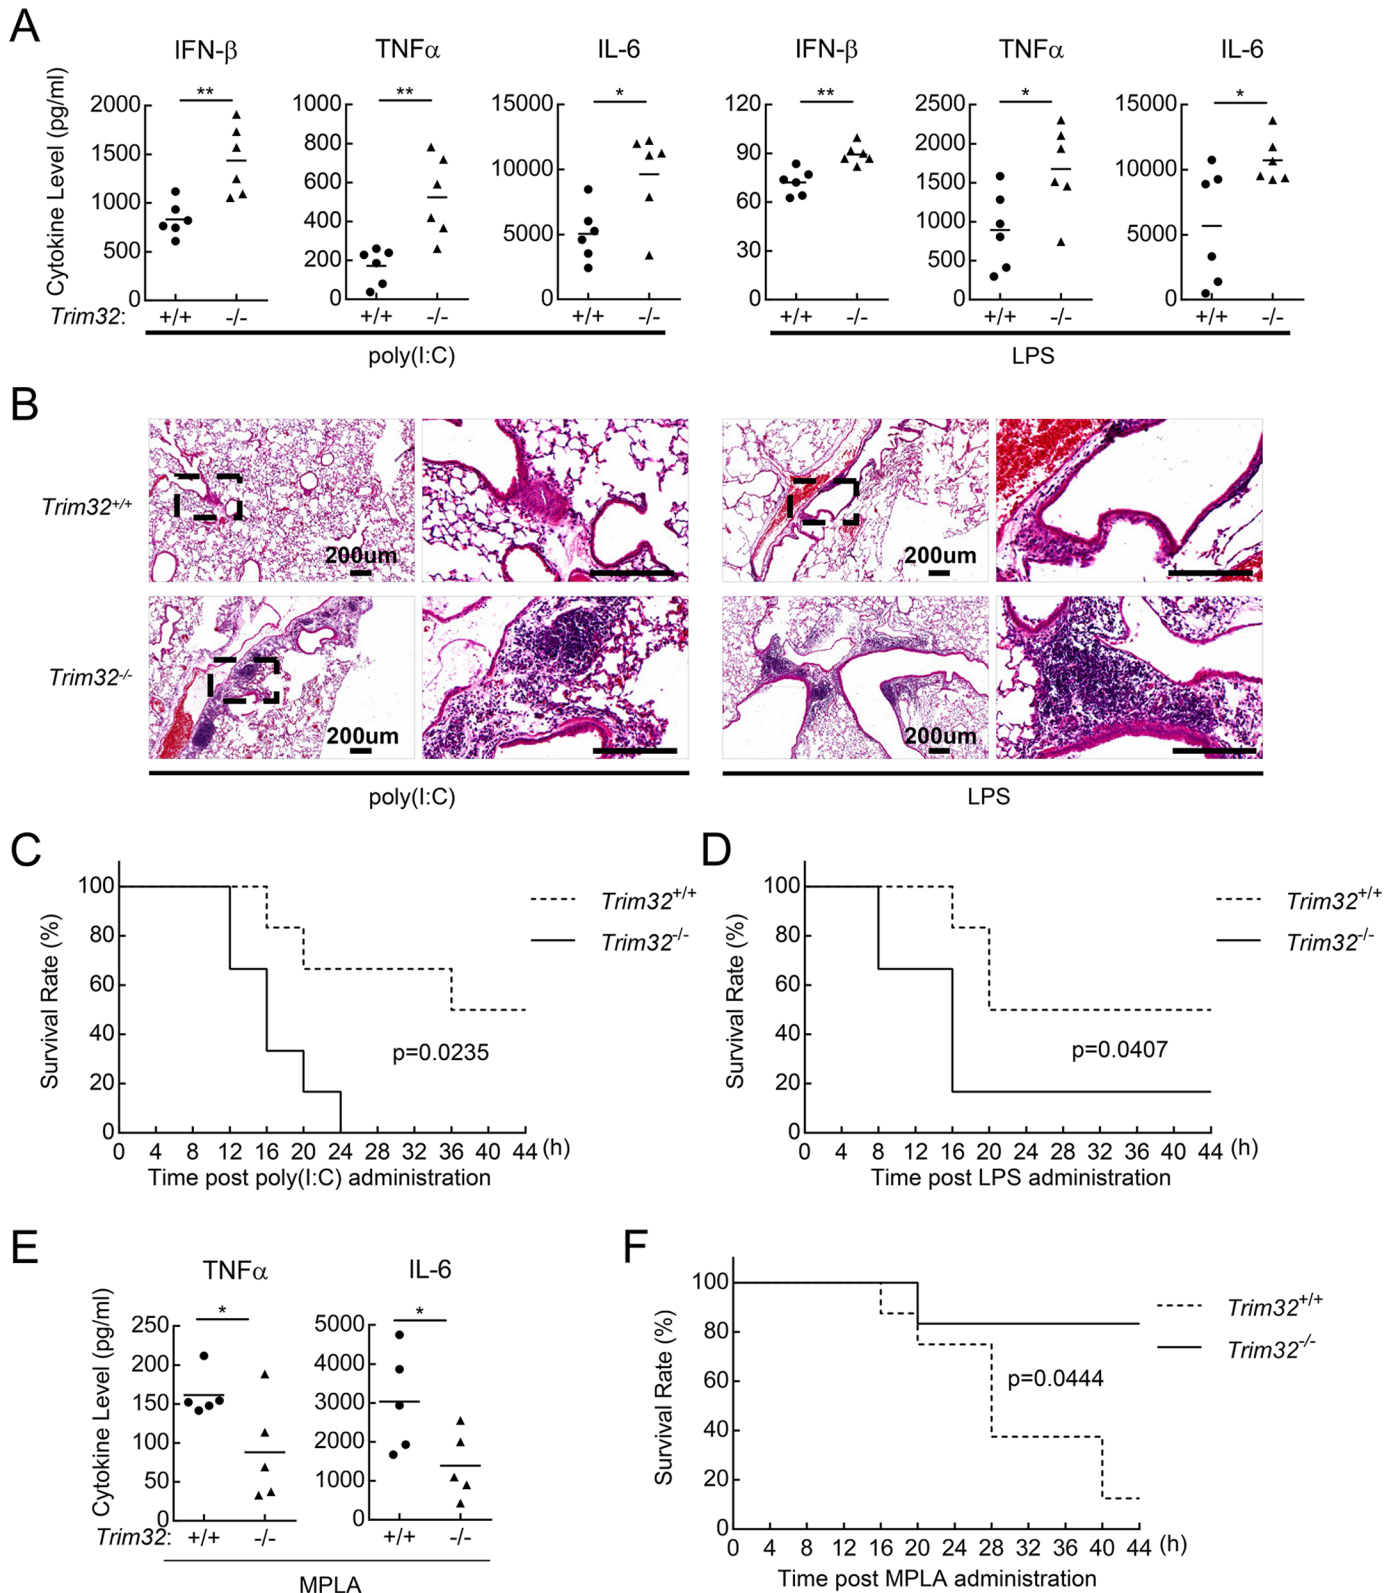 A
IFN-β TNFα IL-6 IFN-β TNFα IL-6
Cytokine Level (pg/ml)
** ** * ** * *
2000 1000 15000 120 2500 15000
1500 800 10000 90 2000 10000
1000 600 5000 60 1500 5000
500 400 0 30 1000 0
0 200 0 500
0 0
Trim32: +/+ -/- +/+ -/- +/+ -/- +/+ -/- +/+ -/- +/+ -/-
poly(I:C) LPS
B
Trim32+/+
200um 200um
Trim32-/-
200um 200um
poly(I:C) LPS
C
Survival Rate (%)
100
80
60
40
20
0
Trim32+/+
Trim32-/-
p=0.0235
0 4 8 12 16 20 24 28 32 36 40 44 (h)
Time post poly(I:C) administration
D
Survival Rate (%)
100
80
60
40
20
0
Trim32+/+
Trim32-/-
p=0.0407
0 4 8 12 16 20 24 28 32 36 40 44 (h)
Time post LPS administration
E
TNFα IL-6
Cytokine Level (pg/ml)
* *
250 5000
200 4000
150 3000
100 2000
50 1000
0 0
Trim32: +/+ -/- +/+ -/-
MPLA
F
Survival Rate (%)
100
80
60
40
20
0
Trim32+/+
Trim32-/-
p=0.0444
0 4 8 12 16 20 24 28 32 36 40 44 (h)
Time post MPLA administration